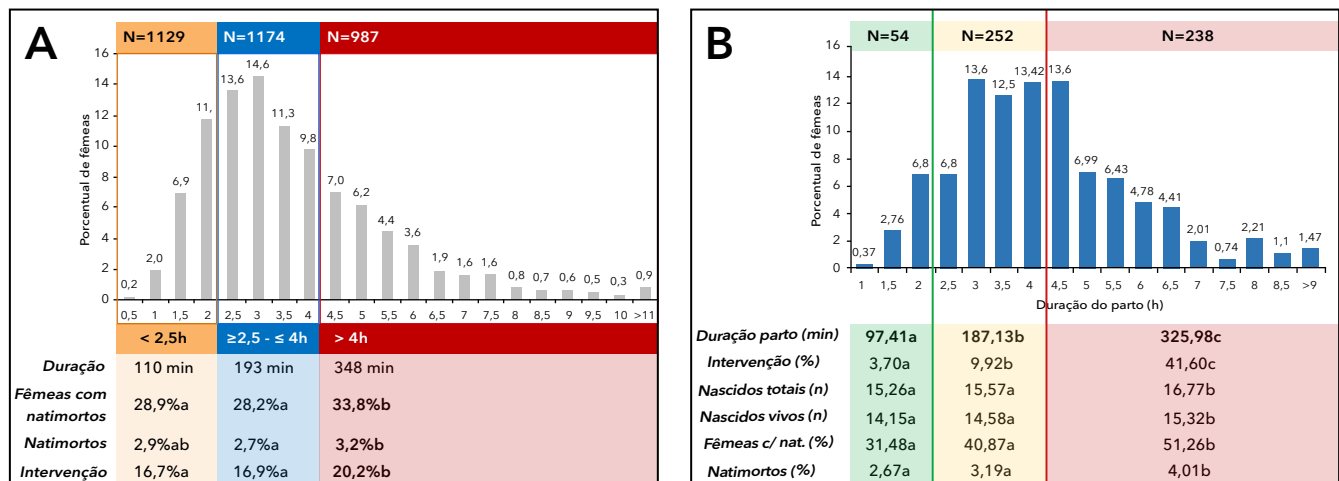 A
N=1129 N=1174 N=987
Porcentual de fêmeas
16
14
12
10
8
6
4
2
0
0,2 2,0 6,9 11, 13,6 14,6 11,3 9,8 7,0 6,2 4,4 3,6 1,9 1,6 1,6 0,8 0,7 0,6 0,5 0,3 0,9
0,5 1 1,5 2 2,5 3 3,5 4 4,5 5 5,5 6 6,5 7 7,5 8 8,5 9 9,5 10 >11
< 2,5h ≥2,5 - ≤ 4h > 4h
Duração 110 min 193 min 348 min
Fêmeas com
natimortos 28,9%a 28,2%a 33,8%b
Natimortos 2,9%ab 2,7%a 3,2%b
Intervenção 16,7%a 16,9%a 20,2%b
B
N=54 N=252 N=238
Porcentual de fêmeas
16
14
12
10
8
6
4
2
0
0,37 2,76 6,8 6,8 13,6 12,5 13,42 13,6 6,99 6,43 4,78 4,41 2,01 0,74 2,21 1,1 1,47
1 1,5 2 2,5 3 3,5 4 4,5 5 5,5 6 6,5 7 7,5 8 8,5 >9
Duração do parto (h)
Duração parto (min) 97,41a 187,13b 325,98c
Intervenção (%) 3,70a 9,92b 41,60c
Nascidos totais (n) 15,26a 15,57a 16,77b
Nascidos vivos (n) 14,15a 14,58a 15,32b
Fêmeas c/ nat. (%) 31,48a 40,87a 51,26b
Natimortos (%) 2,67a 3,19a 4,01b